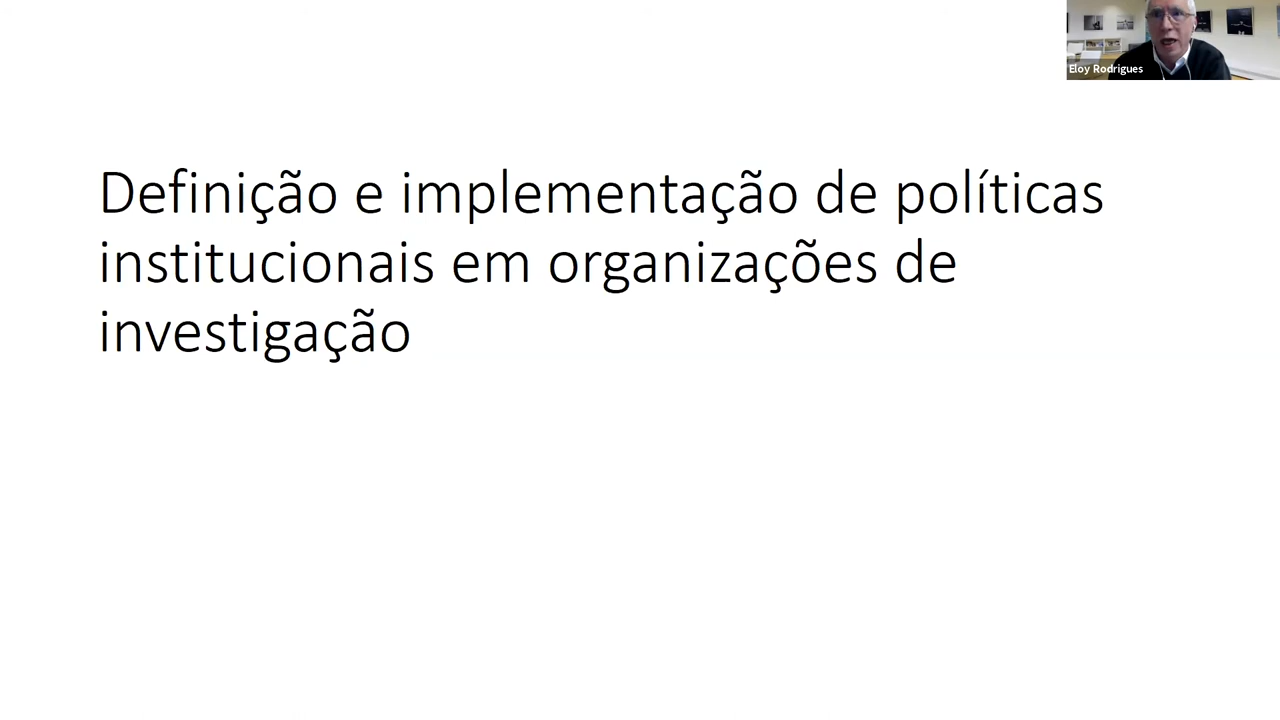 Eloy Rodrigues
Definição e implementação de políticas
institucionais em organizações de
investigação